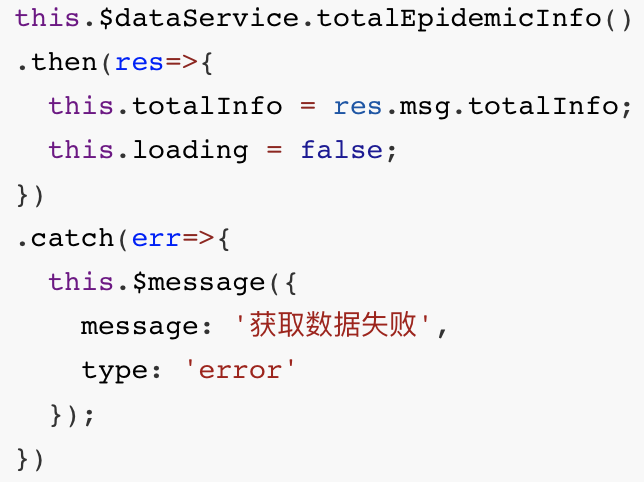 this.$dataService.totalEpidemicInfo()
.then(res=>{
  this.totalInfo = res.msg.totalInfo;
  this.loading = false;
})
.catch(err=>{
  this.$message({
    message: '获取数据失败',
    type: 'error'
  });
})